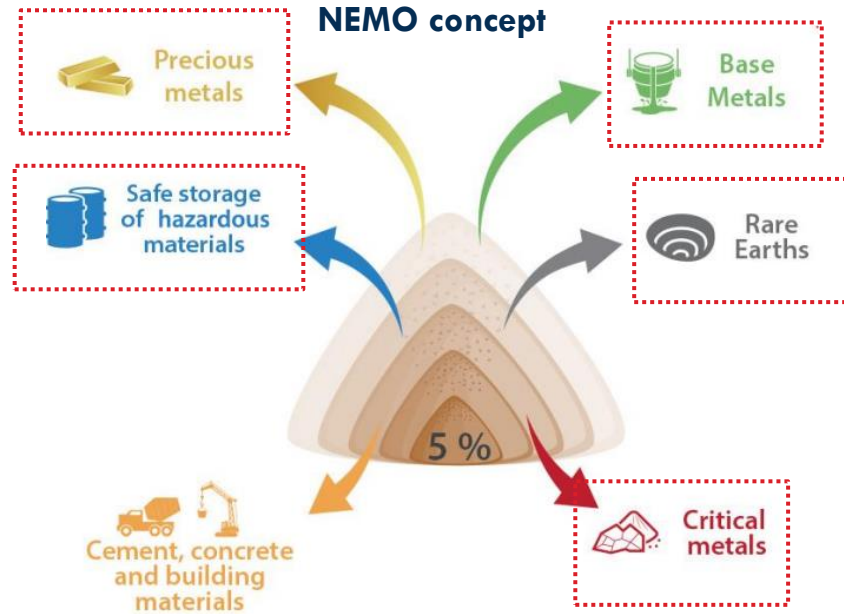 NEMO concept
Precious
metals
Base
Metals
Safe storage
of hazardous
materials
Rare
Earths
5 %
Cement, concrete
and building
materials
Critical
metals